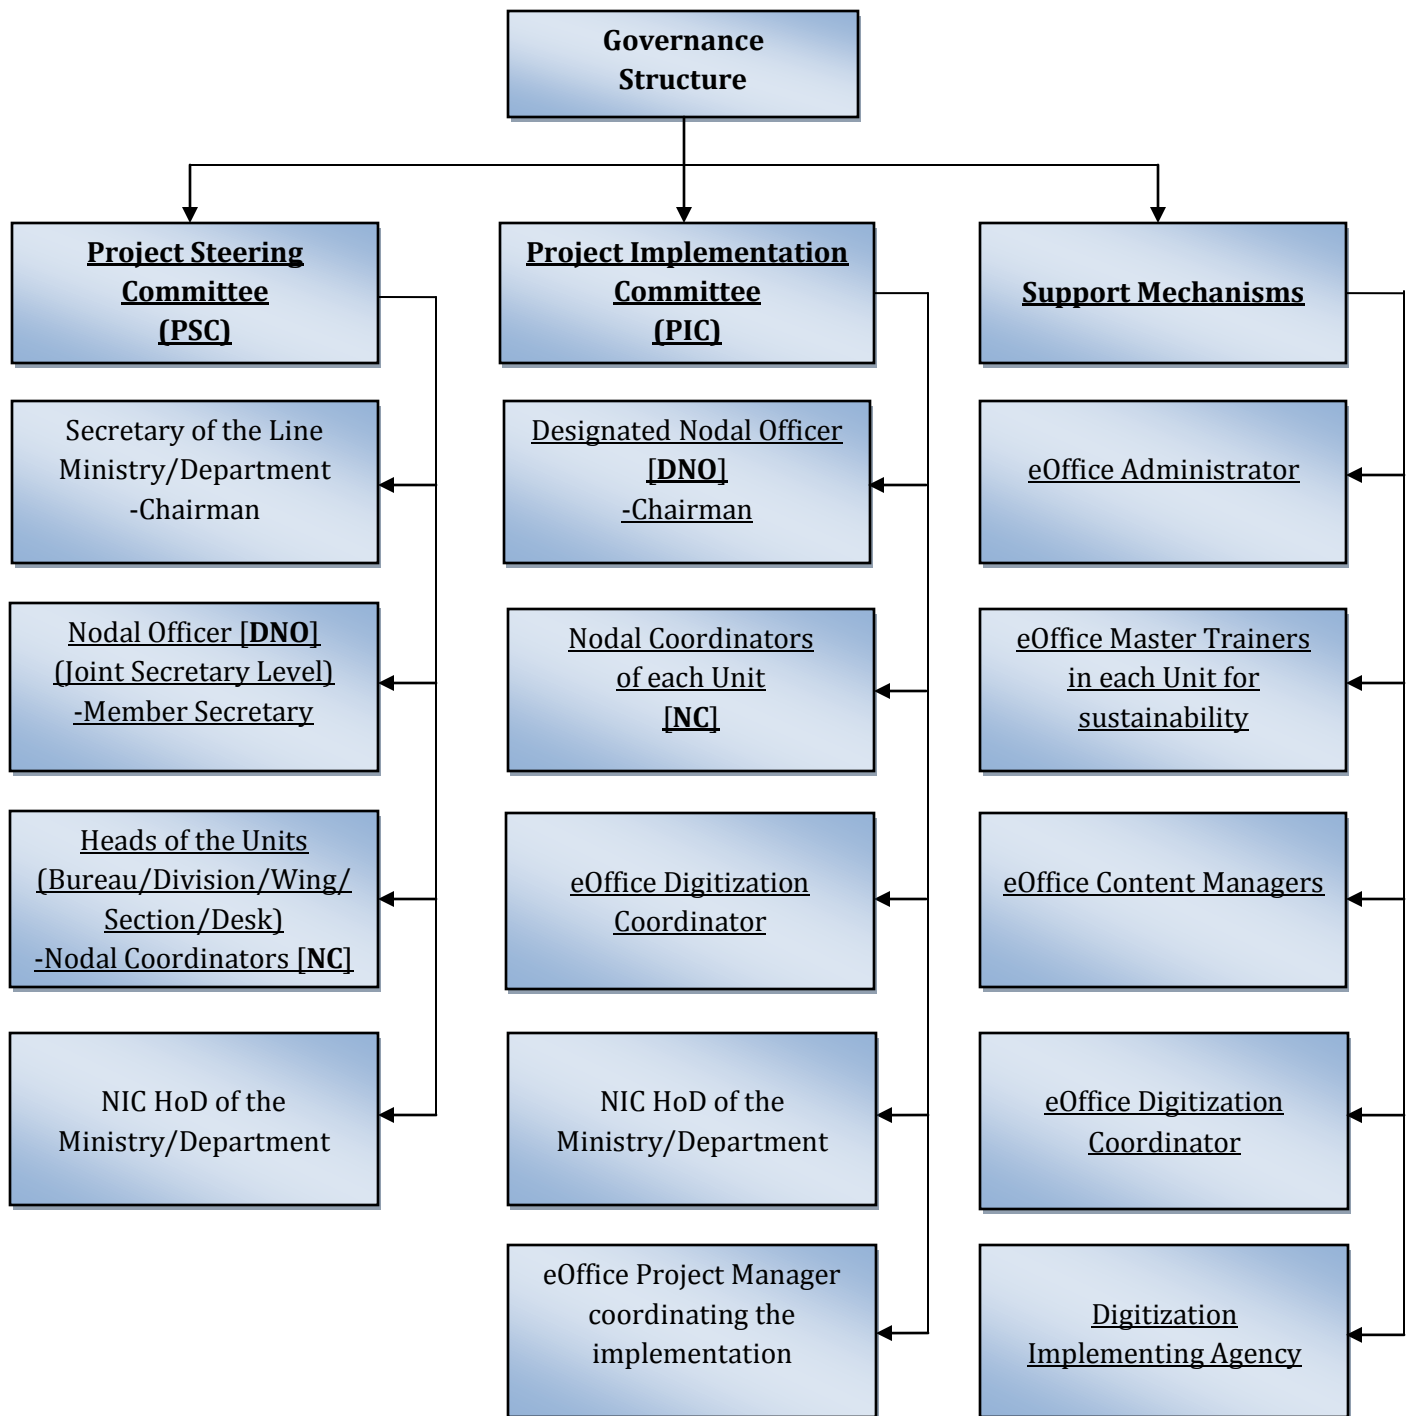 Governance
Structure
Project Steering
Committee
(PSC)
Secretary of the Line
Ministry/Department
-Chairman
Nodal Officer [DNO]
(Joint Secretary Level)
-Member Secretary
Heads of the Units
(Bureau/Division/Wing/
Section/Desk)
-Nodal Coordinators [NC]
NIC HoD of the
Ministry/Department
Project Implementation
Committee
(PIC)
Designated Nodal Officer
[DNO]
-Chairman
Nodal Coordinators
of each Unit
[NC]
eOffice Digitization
Coordinator
NIC HoD of the
Ministry/Department
eOffice Project Manager
coordinating the
implementation
Support Mechanisms
eOffice Administrator
eOffice Master Trainers
in each Unit for
sustainability
eOffice Content Managers
eOffice Digitization
Coordinator
Digitization
Implementing Agency